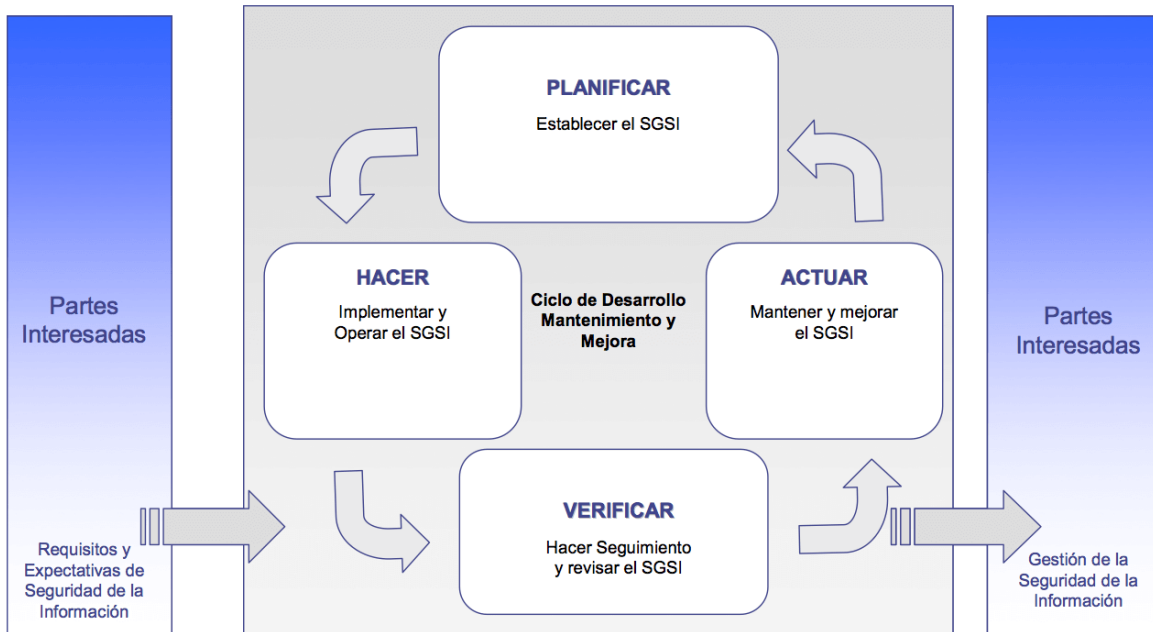 PLANIFICAR
Establecer el SGSI
HACER
Implementar y
Operar el SGSI
Ciclo de Desarrollo
Mantenimiento y
Mejora
ACTUAR
Mantener y mejorar
el SGSI
VERIFICAR
Hacer Seguimiento
y revisar el SGSI
Partes
Interesadas
Requisitos y
Expectativas de
Seguridad de la
Información
Partes
Interesadas
Gestión de la
Seguridad de la
Información